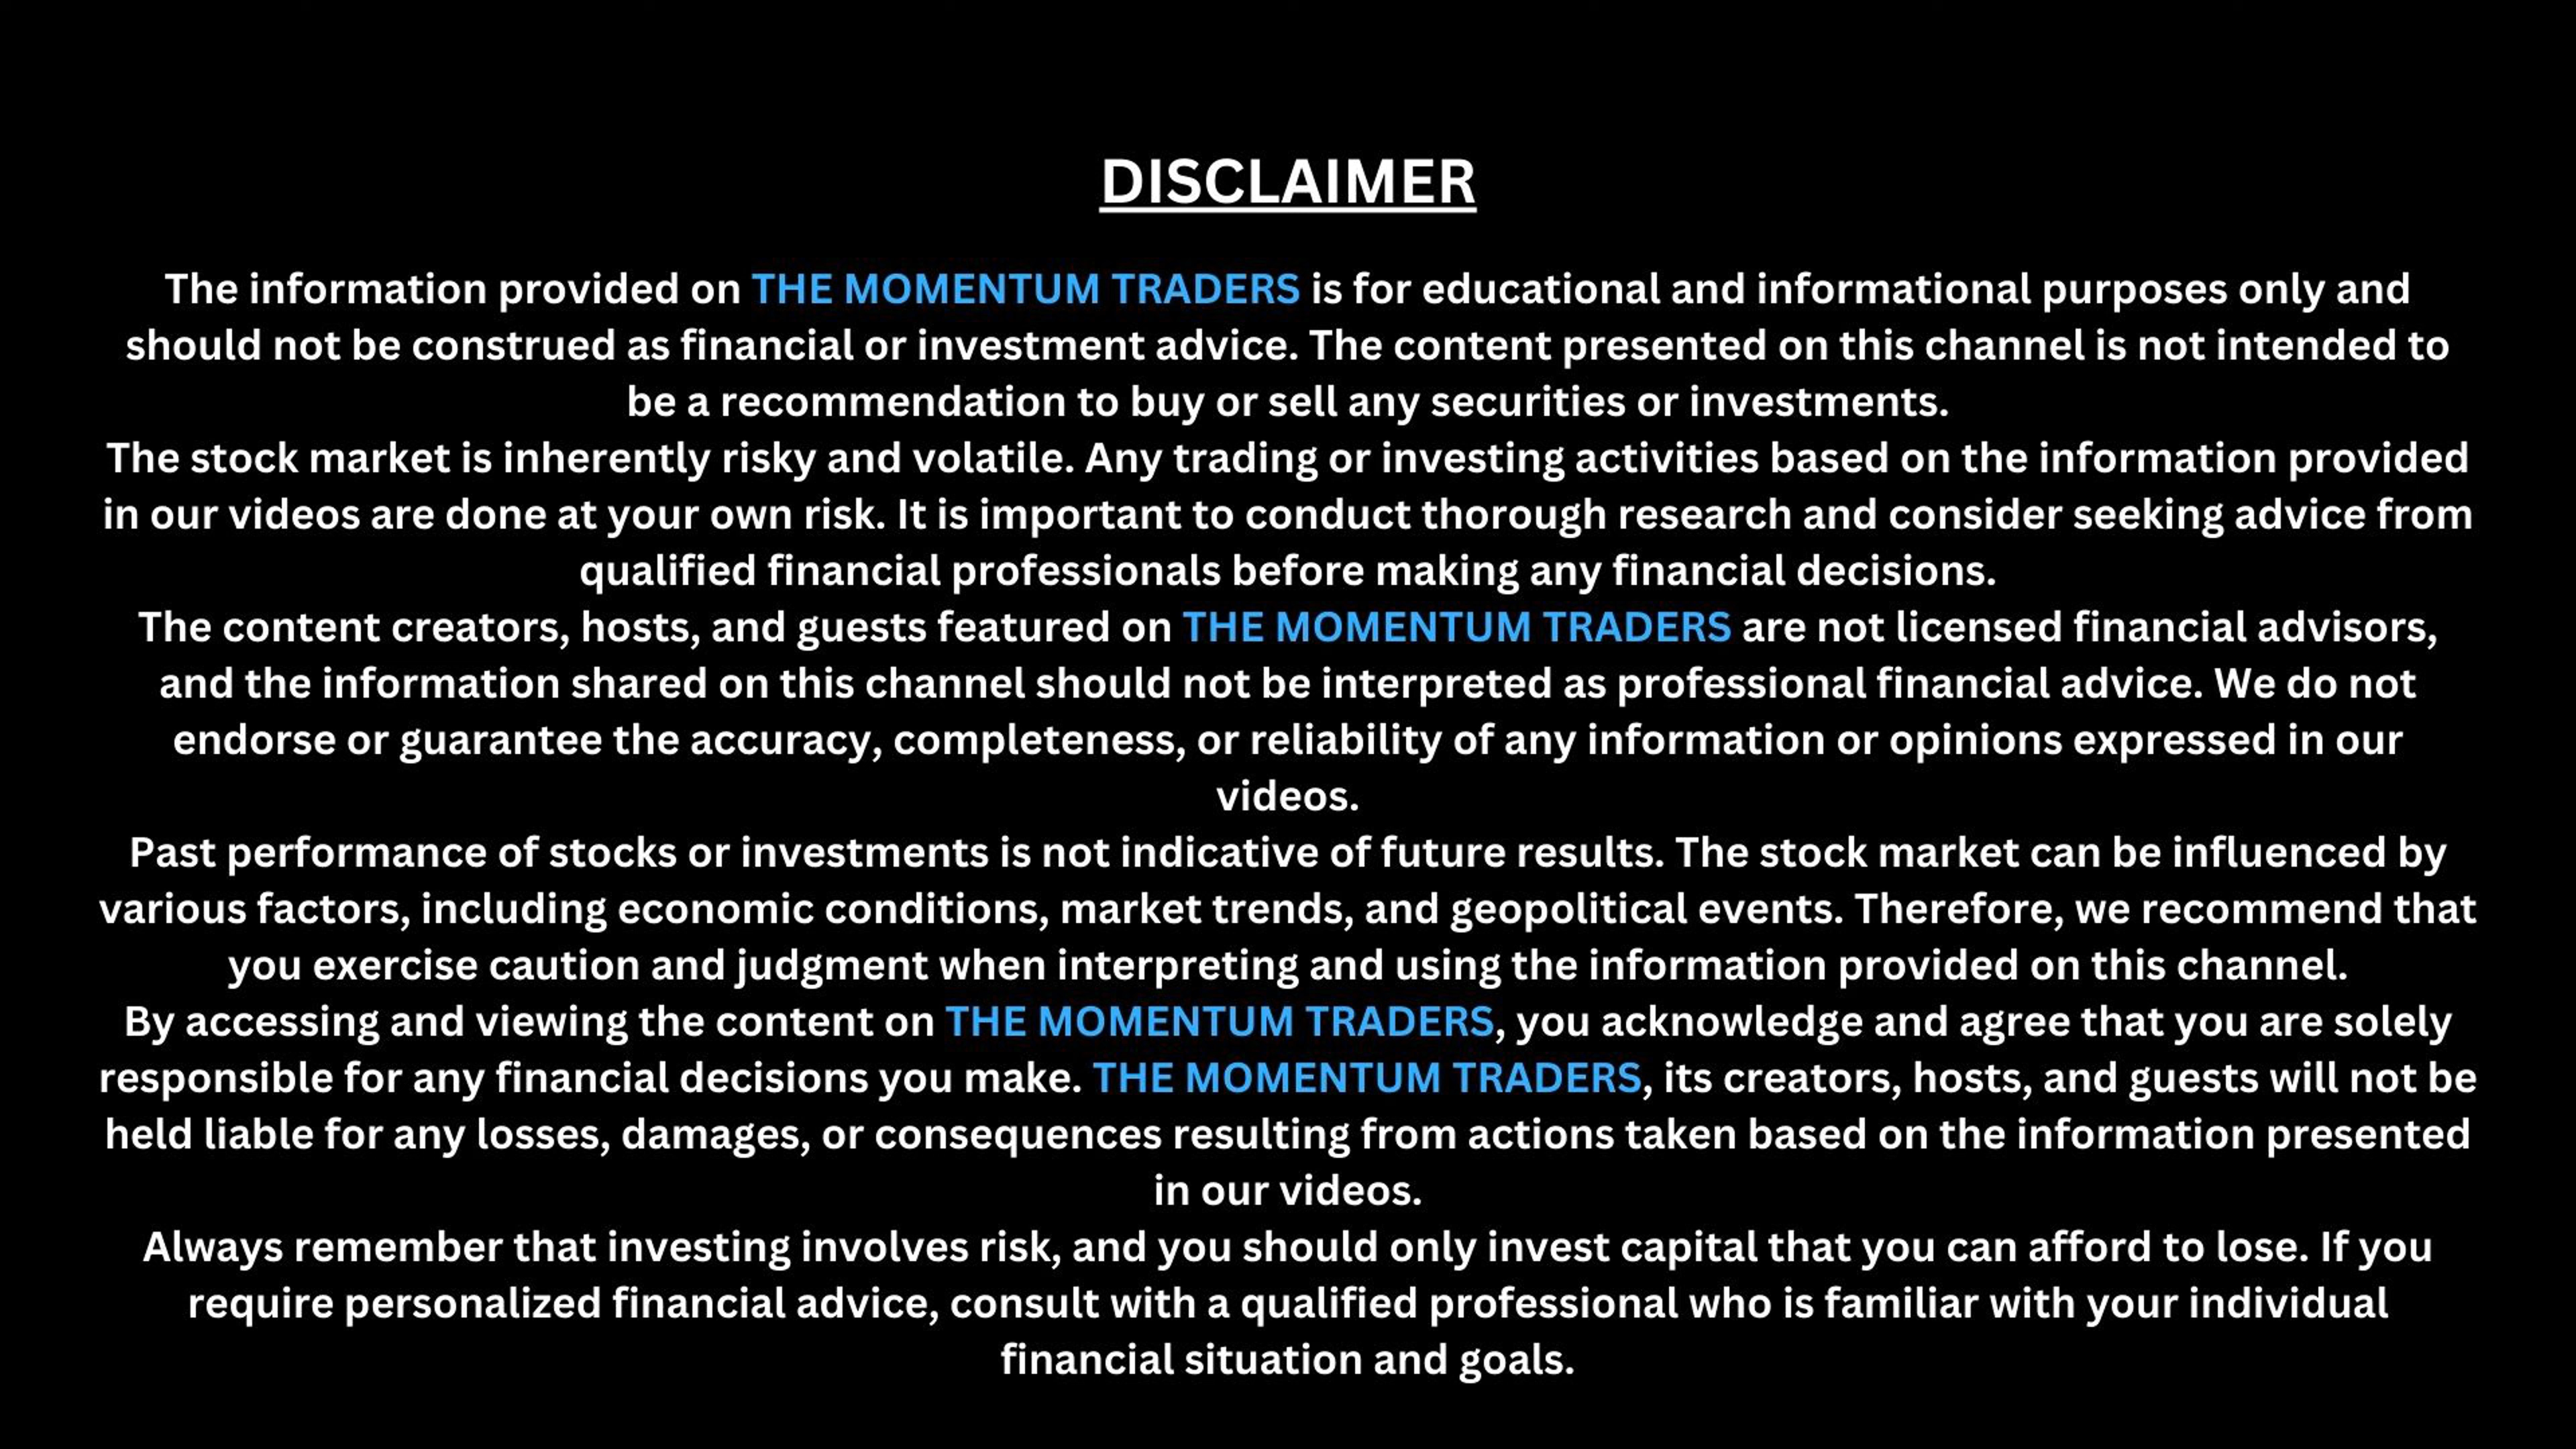 DISCLAIMER
The information provided on THE MOMENTUM TRADERS is for educational and informational purposes only and
should not be construed as financial or investment advice. The content presented on this channel is not intended to
be a recommendation to buy or sell any securities or investments.
The stock market is inherently risky and volatile. Any trading or investing activities based on the information provided
in our videos are done at your own risk. It is important to conduct thorough research and consider seeking advice from
qualified financial professionals before making any financial decisions.
The content creators, hosts, and guests featured on THE MOMENTUM TRADERS are not licensed financial advisors,
and the information shared on this channel should not be interpreted as professional financial advice. We do not
endorse or guarantee the accuracy, completeness, or reliability of any information or opinions expressed in our
videos.
Past performance of stocks or investments is not indicative of future results. The stock market can be influenced by
various factors, including economic conditions, market trends, and geopolitical events. Therefore, we recommend that
you exercise caution and judgment when interpreting and using the information provided on this channel.
By accessing and viewing the content on THE MOMENTUM TRADERS, you acknowledge and agree that you are solely
responsible for any financial decisions you make. THE MOMENTUM TRADERS, its creators, hosts, and guests will not be
held liable for any losses, damages, or consequences resulting from actions taken based on the information presented
in our videos.
Always remember that investing involves risk, and you should only invest capital that you can afford to lose. If you
require personalized financial advice, consult with a qualified professional who is familiar with your individual
financial situation and goals.